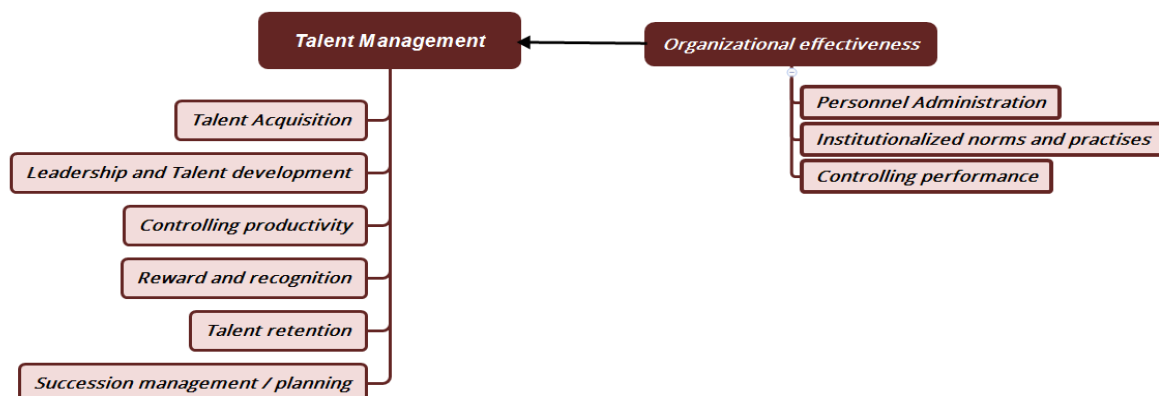 Talent Management
Organizational effectiveness
Talent Acquisition
Leadership and Talent development
Controlling productivity
Reward and recognition
Talent retention
Succession management / planning
Personnel Administration
Institutionalized norms and practises
Controlling performance